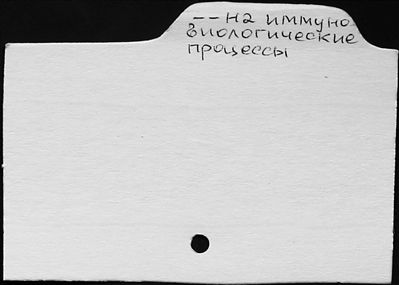 -- на иммуно
биологические
процессы